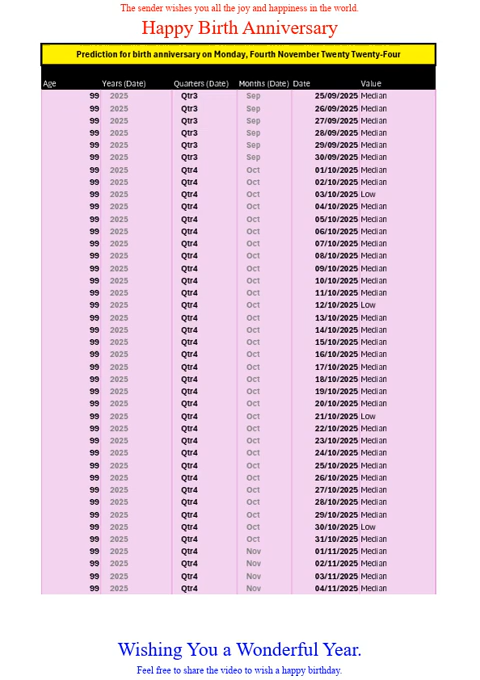 The sender wishes you all the joy and happiness in the world.
Happy Birth Anniversary
Prediction for birth anniversary on Monday, Fourth November Twenty Twenty-Four
Age Years (Date) Quarters (Date) Months (Date) Date Value
99 2025 Qtr3 Sep 25/09/2025 Median
99 2025 Qtr3 Sep 26/09/2025 Median
99 2025 Qtr3 Sep 27/09/2025 Median
99 2025 Qtr3 Sep 28/09/2025 Median
99 2025 Qtr3 Sep 29/09/2025 Median
99 2025 Qtr3 Sep 30/09/2025 Median
99 2025 Qtr4 Oct 01/10/2025 Median
99 2025 Qtr4 Oct 02/10/2025 Median
99 2025 Qtr4 Oct 03/10/2025 Low
99 2025 Qtr4 Oct 04/10/2025 Median
99 2025 Qtr4 Oct 05/10/2025 Median
99 2025 Qtr4 Oct 06/10/2025 Median
99 2025 Qtr4 Oct 07/10/2025 Median
99 2025 Qtr4 Oct 08/10/2025 Median
99 2025 Qtr4 Oct 09/10/2025 Median
99 2025 Qtr4 Oct 10/10/2025 Median
99 2025 Qtr4 Oct 11/10/2025 Median
99 2025 Qtr4 Oct 12/10/2025 Low
99 2025 Qtr4 Oct 13/10/2025 Median
99 2025 Qtr4 Oct 14/10/2025 Median
99 2025 Qtr4 Oct 15/10/2025 Median
99 2025 Qtr4 Oct 16/10/2025 Median
99 2025 Qtr4 Oct 17/10/2025 Median
99 2025 Qtr4 Oct 18/10/2025 Median
99 2025 Qtr4 Oct 19/10/2025 Median
99 2025 Qtr4 Oct 20/10/2025 Median
99 2025 Qtr4 Oct 21/10/2025 Low
99 2025 Qtr4 Oct 22/10/2025 Median
99 2025 Qtr4 Oct 23/10/2025 Median
99 2025 Qtr4 Oct 24/10/2025 Median
99 2025 Qtr4 Oct 25/10/2025 Median
99 2025 Qtr4 Oct 26/10/2025 Median
99 2025 Qtr4 Oct 27/10/2025 Median
99 2025 Qtr4 Oct 28/10/2025 Median
99 2025 Qtr4 Oct 29/10/2025 Median
99 2025 Qtr4 Oct 30/10/2025 Low
99 2025 Qtr4 Oct 31/10/2025 Median
99 2025 Qtr4 Nov 01/11/2025 Median
99 2025 Qtr4 Nov 02/11/2025 Median
99 2025 Qtr4 Nov 03/11/2025 Median
99 2025 Qtr4 Nov 04/11/2025 Median
Wishing You a Wonderful Year.
Feel free to share the video to wish a happy birthday.